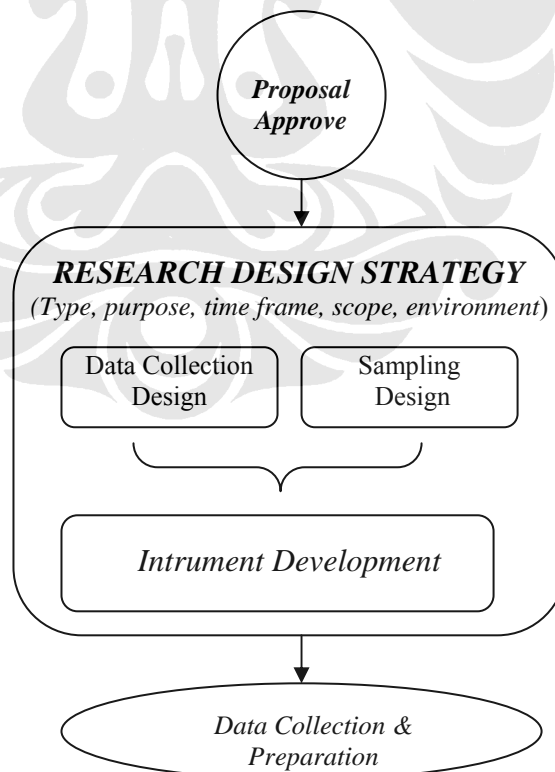 Proposal
Approve
RESEARCH DESIGN STRATEGY
(Type, purpose, time frame, scope, environment)
Data Collection
Design
Sampling
Design
Intrument Development
Data Collection &
Preparation